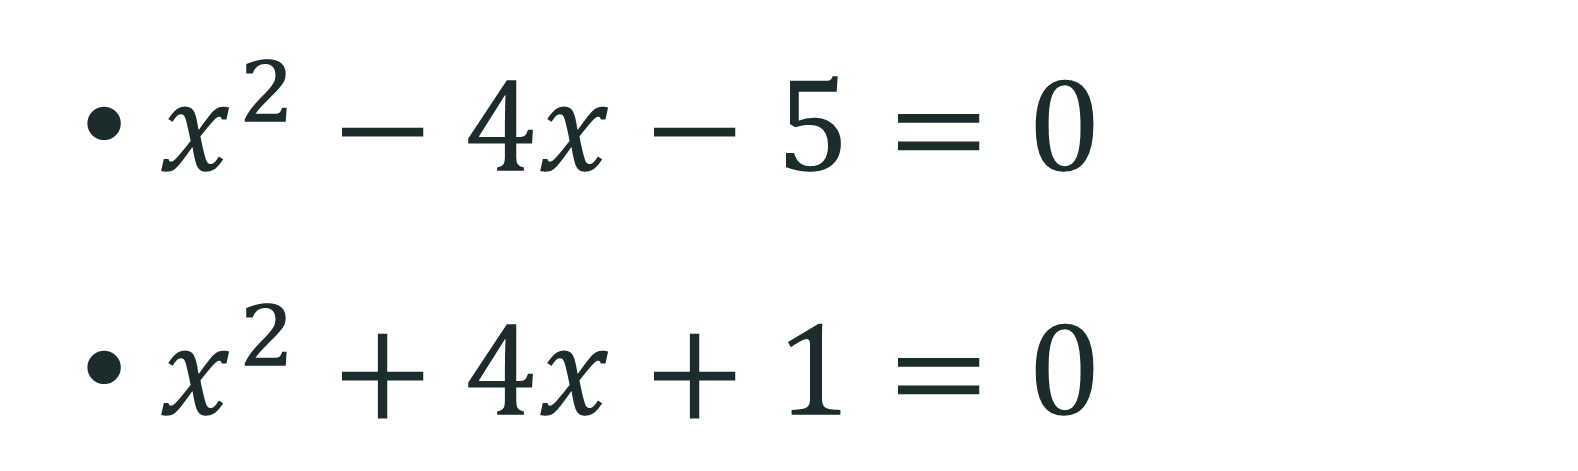 • x² − 4x − 5 = 0
• x² + 4x + 1 = 0